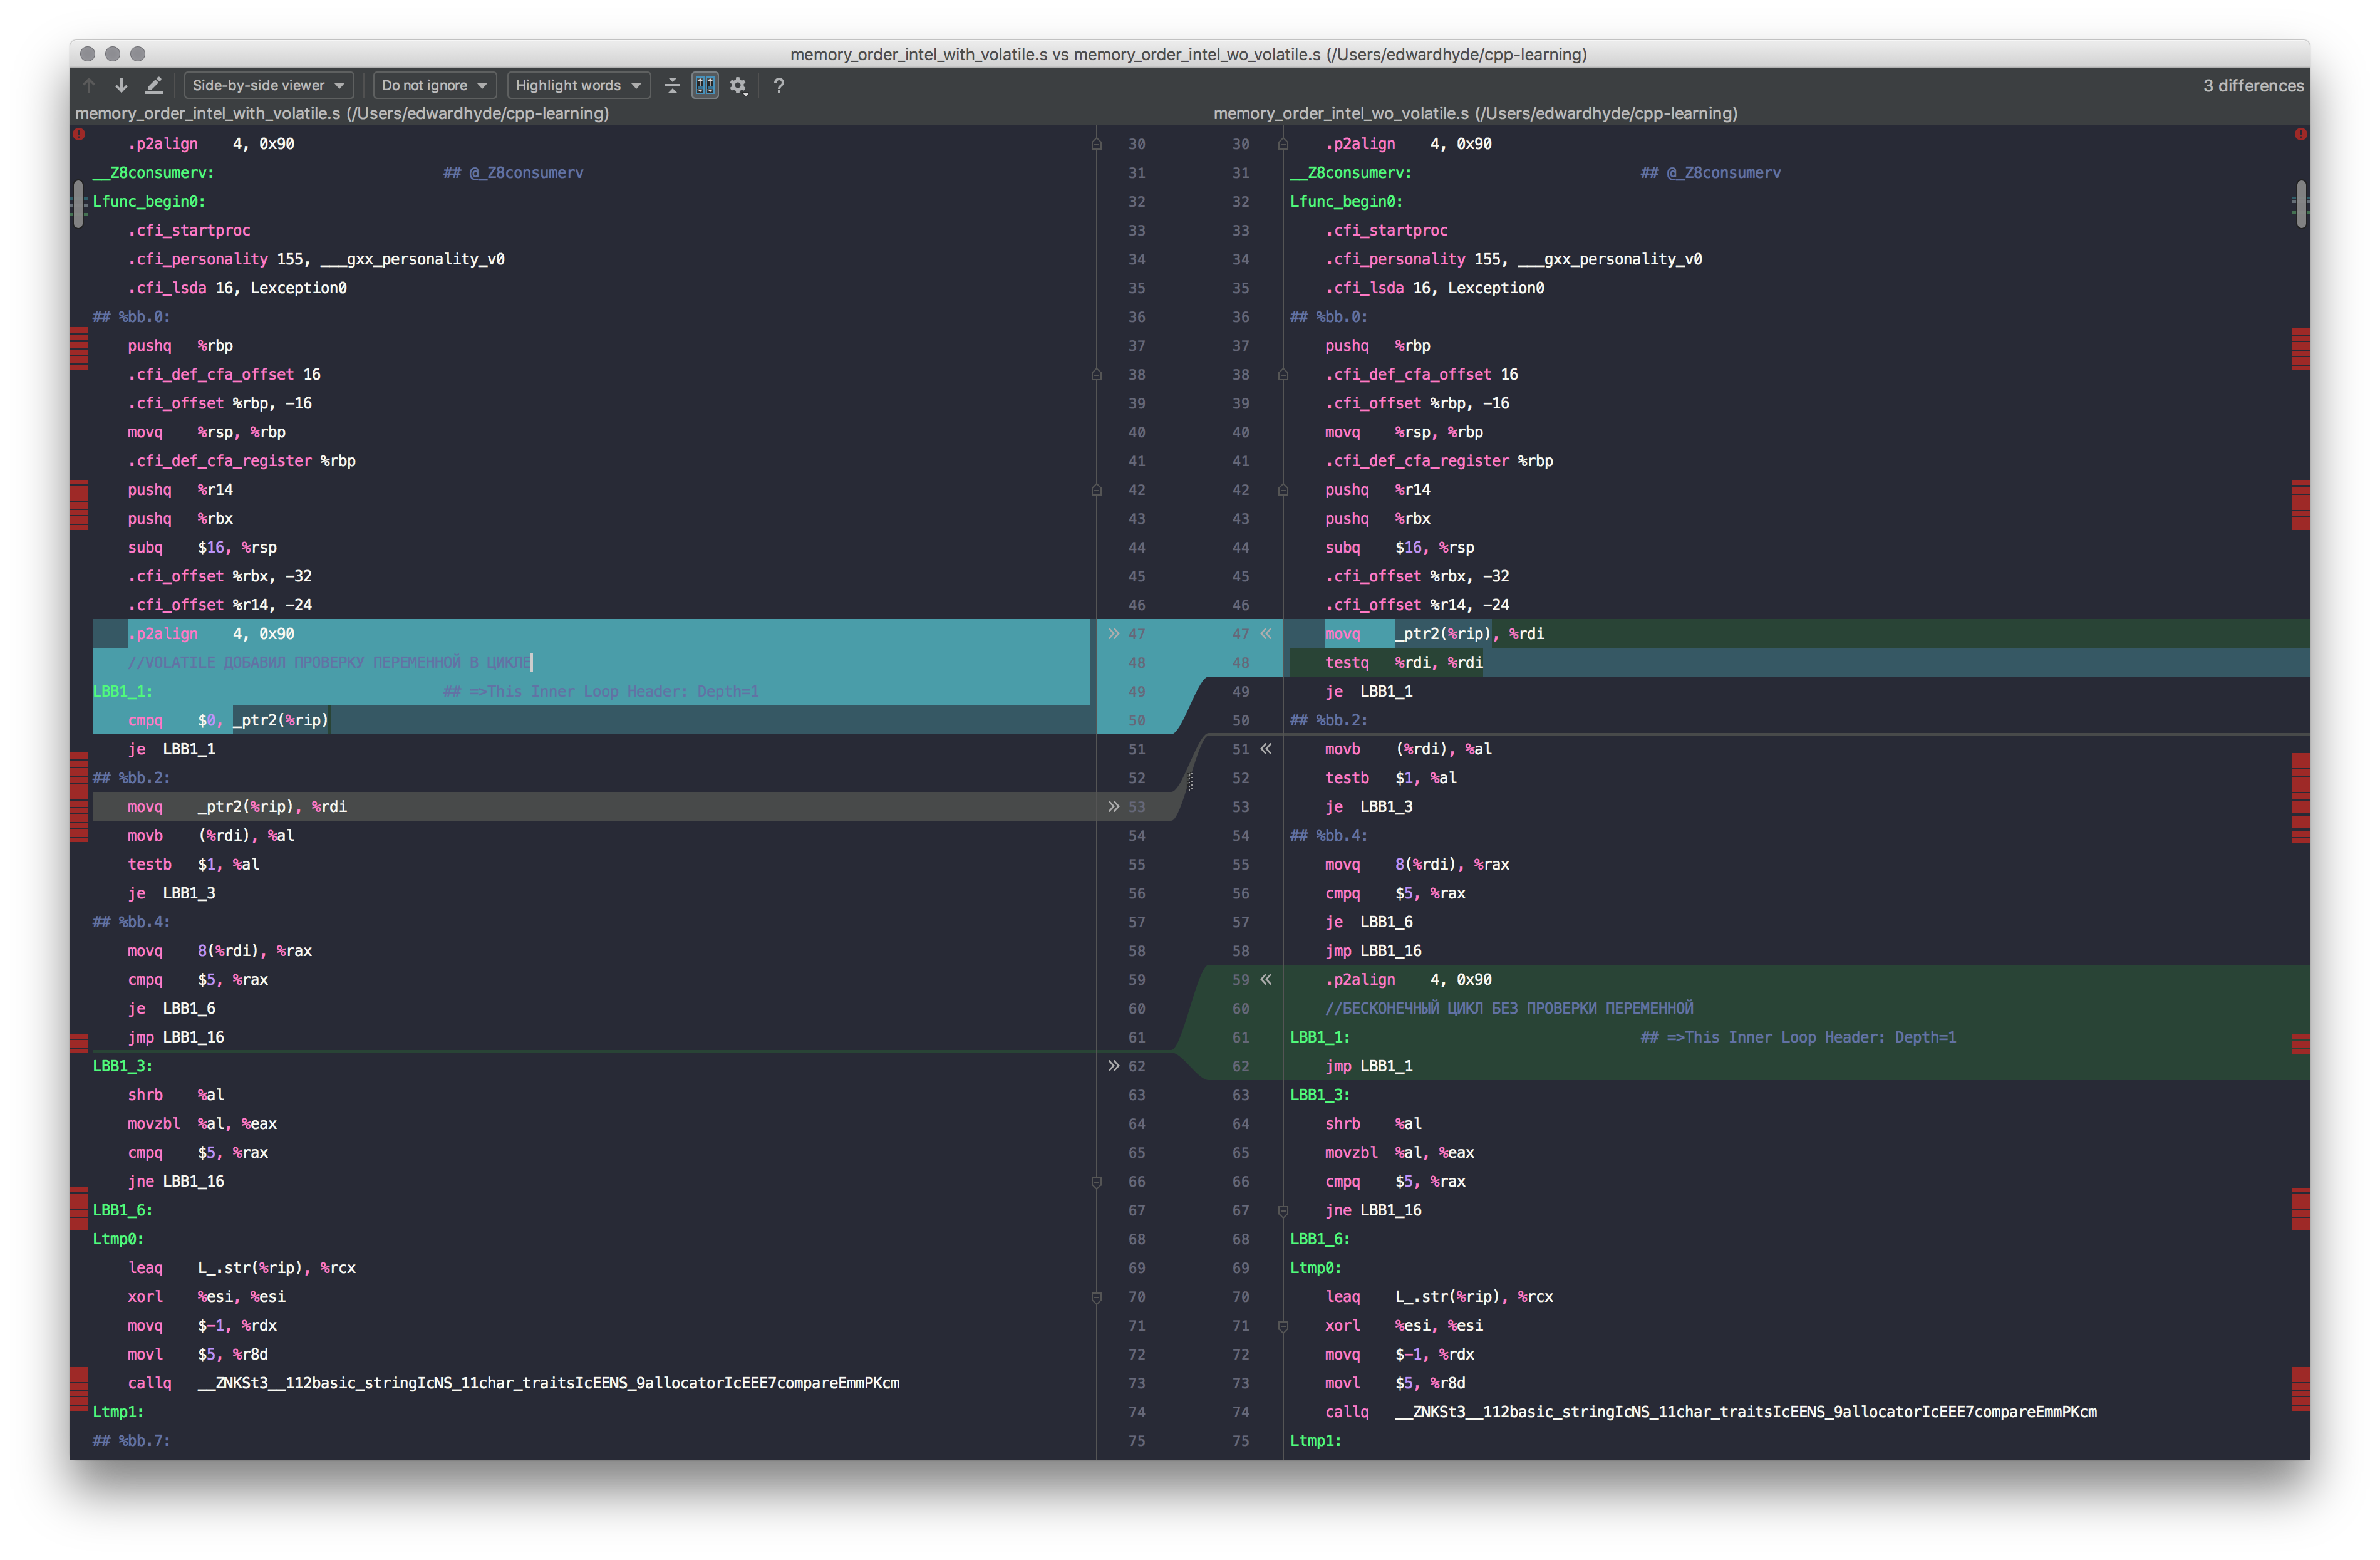 memory_order_intel_with_volatile.s vs memory_order_intel_wo_volatile.s (/Users/edwardhyde/cpp-learning)
Side-by-side viewer Do not ignore Highlight words ? 3 differences
memory_order_intel_with_volatile.s (/Users/edwardhyde/cpp-learning)
.p2align 4, 0x90 30
__Z8consumerv: ## @_Z8consumerv 31
Lfunc_begin0: 32
.cfi_startproc 33
.cfi_personality 155, ___gxx_personality_v0 34
.cfi_lsda 16, Lexception0 35
## %bb.0: 36
pushq %rbp 37
.cfi_def_cfa_offset 16 38
.cfi_offset %rbp, -16 39
movq %rsp, %rbp 40
.cfi_def_cfa_register %rbp 41
pushq %r14 42
pushq %rbx 43
subq $16, %rsp 44
.cfi_offset %rbx, -32 45
.cfi_offset %r14, -24 46
.p2align 4, 0x90 >> 47
//VOLATILE ДОБАВИЛ ПРОВЕРКУ ПЕРЕМЕННОЙ В ЦИКЛЕ 48
LBB1_1: ## =>This Inner Loop Header: Depth=1 49
cmpq $0, _ptr2(%rip) 50
je LBB1_1 51
## %bb.2: 52
movq _ptr2(%rip), %rdi >> 53
movb (%rdi), %al 54
testb $1, %al 55
je LBB1_3 56
## %bb.4: 57
movq 8(%rdi), %rax 58
cmpq $5, %rax 59
je LBB1_6 60
jmp LBB1_16 61
LBB1_3: >> 62
shrb %al 63
movzbl %al, %eax 64
cmpq $5, %rax 65
jne LBB1_16 66
LBB1_6: 67
Ltmp0: 68
leaq L_.str(%rip), %rcx 69
xorl %esi, %esi 70
movq $-1, %rdx 71
movl $5, %r8d 72
callq __ZNKSt3__112basic_stringIcNS_11char_traitsIcEENS_9allocatorIcEEE7compareEmmPKcm 73
Ltmp1: 74
## %bb.7: 75
memory_order_intel_wo_volatile.s (/Users/edwardhyde/cpp-learning)
30 .p2align 4, 0x90
31 __Z8consumerv: ## @_Z8consumerv
32 Lfunc_begin0:
33 .cfi_startproc
34 .cfi_personality 155, ___gxx_personality_v0
35 .cfi_lsda 16, Lexception0
36 ## %bb.0:
37 pushq %rbp
38 .cfi_def_cfa_offset 16
39 .cfi_offset %rbp, -16
40 movq %rsp, %rbp
41 .cfi_def_cfa_register %rbp
42 pushq %r14
43 pushq %rbx
44 subq $16, %rsp
45 .cfi_offset %rbx, -32
46 .cfi_offset %r14, -24
47 << movq _ptr2(%rip), %rdi
48 testq %rdi, %rdi
49 je LBB1_1
50 ## %bb.2:
51 << movb (%rdi), %al
52 testb $1, %al
53 je LBB1_3
54 ## %bb.4:
55 movq 8(%rdi), %rax
56 cmpq $5, %rax
57 je LBB1_6
58 jmp LBB1_16
59 << .p2align 4, 0x90
60 //БЕСКОНЕЧНЫЙ ЦИКЛ БЕЗ ПРОВЕРКИ ПЕРЕМЕННОЙ
61 LBB1_1: ## =>This Inner Loop Header: Depth=1
62 jmp LBB1_1
63 LBB1_3:
64 shrb %al
65 movzbl %al, %eax
66 cmpq $5, %rax
67 jne LBB1_16
68 LBB1_6:
69 Ltmp0:
70 leaq L_.str(%rip), %rcx
71 xorl %esi, %esi
72 movq $-1, %rdx
73 movl $5, %r8d
74 callq __ZNKSt3__112basic_stringIcNS_11char_traitsIcEENS_9allocatorIcEEE7compareEmmPKcm
75 Ltmp1: